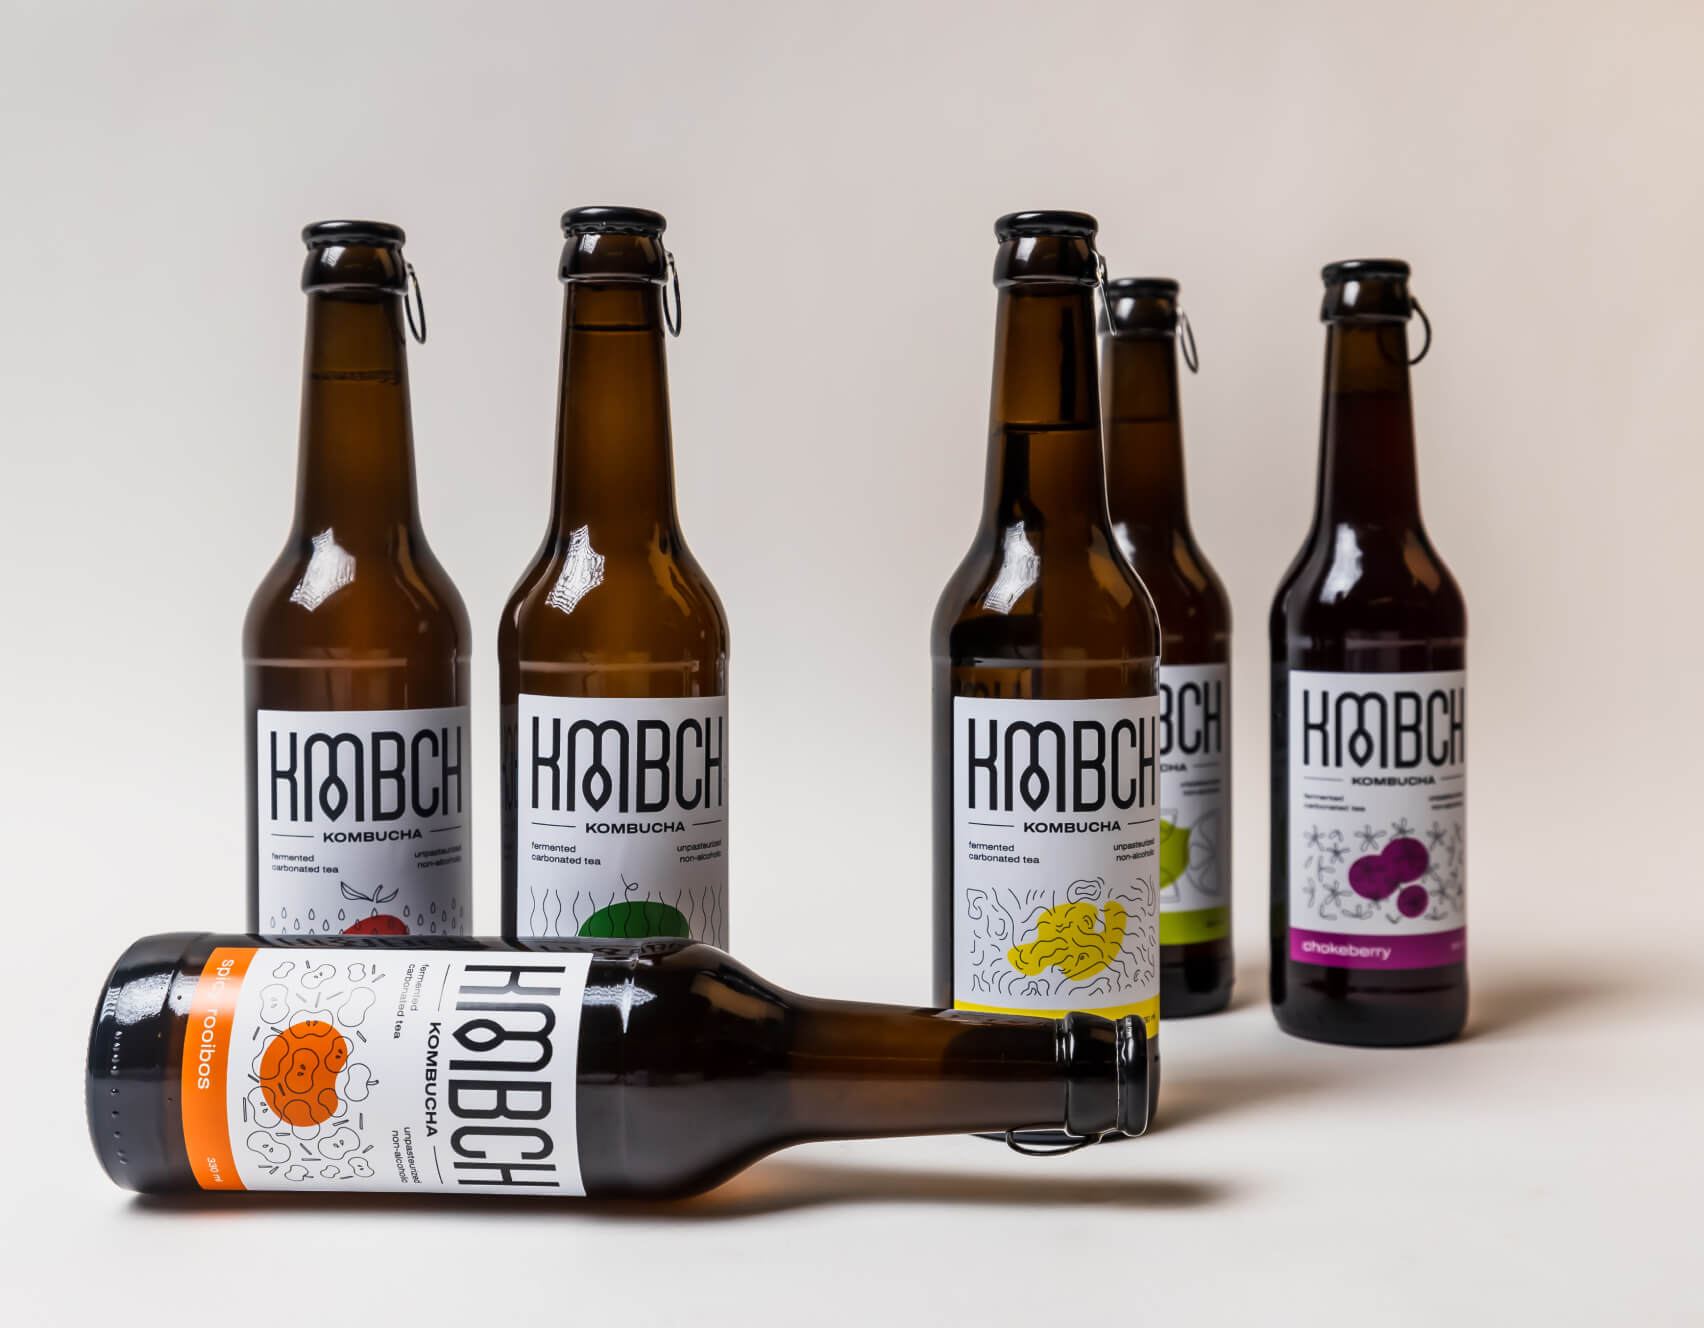 KMBCH
KOMBUCHA
fermented
carbonated tea
unpasteurized
non-alcoholic
KMBCH
KOMBUCHA
fermented
carbonated tea
unpasteurized
non-alcoholic
KMBCH
KOMBUCHA
fermented
carbonated tea
unpasteurized
non-alcoholic
BCH
CHA
KMBCH
KOMBUCHA
fermented
carbonated tea
chokeberry
KMBCH
KOMBUCHA
fermented
carbonated tea
unpasteurized
non-alcoholic
spicy rooibos
330 ml